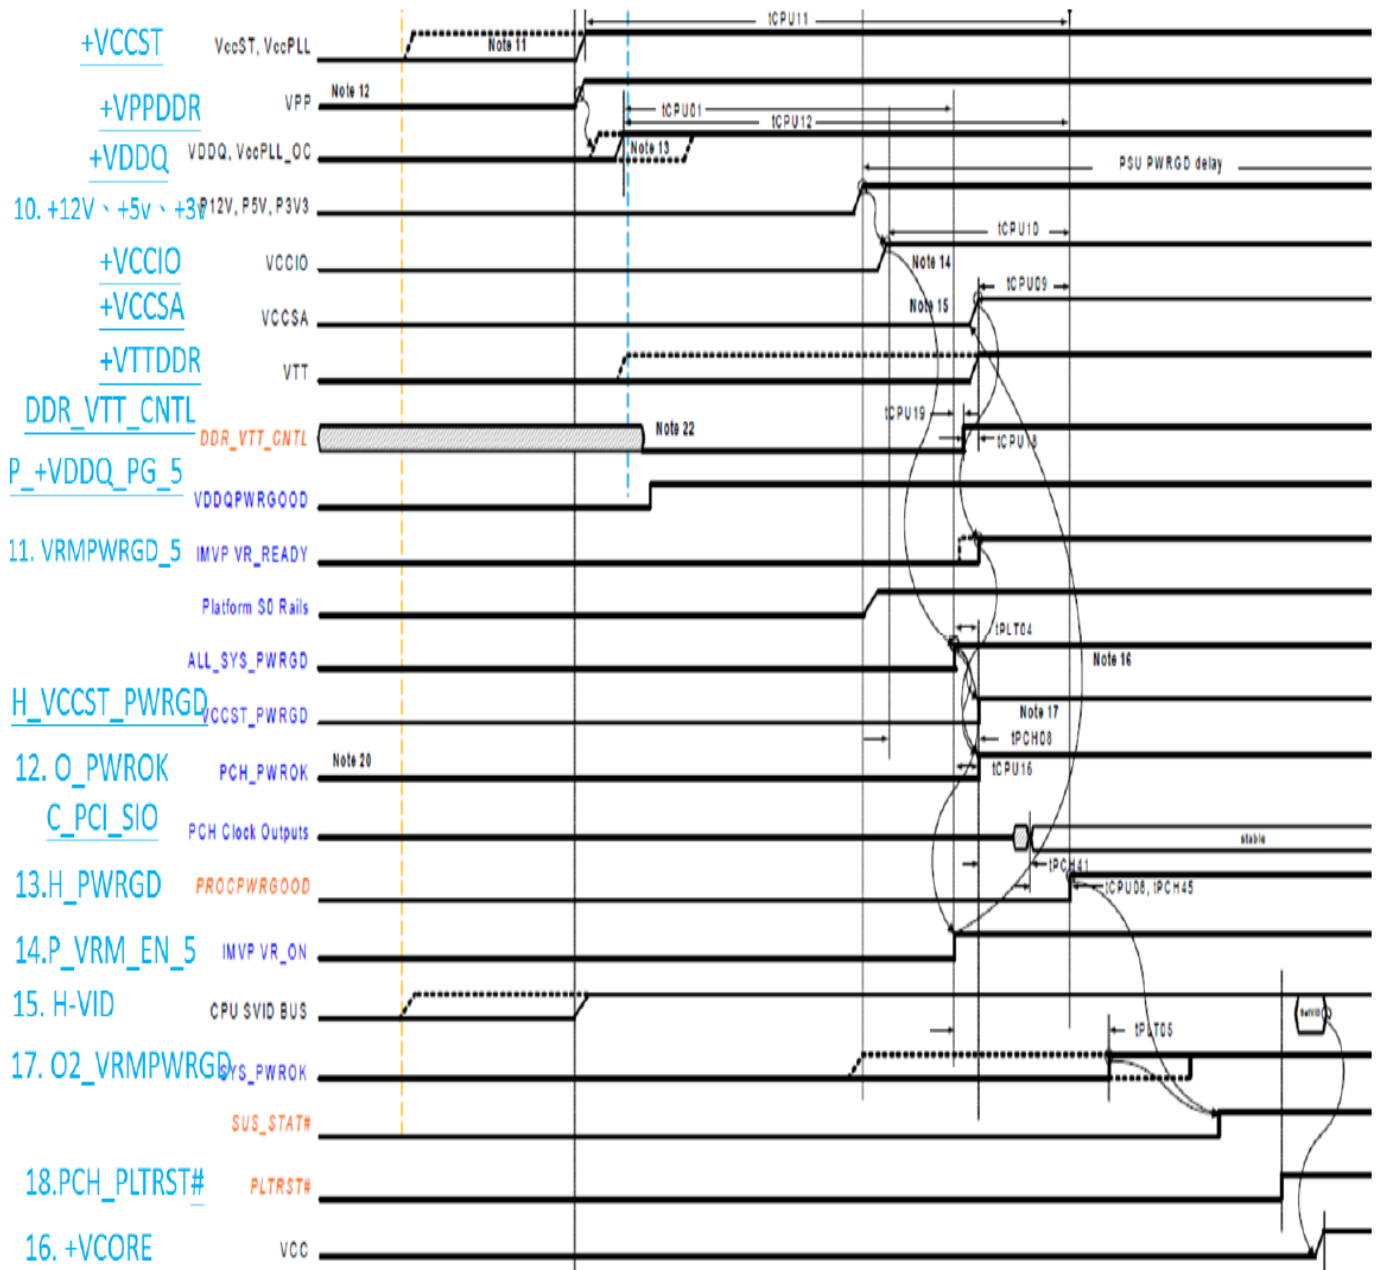 tCPU11
+VCCST VccST, VccPLL Note 11
+VPPDDR VPP Note 12
tCPU01
tCPU12
+VDDQ VDDQ, VccPLL_OC Note 13
PSU PWRGD delay
10. +12V、+5v、+3v P12V, P5V, P3V3
tCPU10
+VCCIO VCCIO Note 14
tCPU09
+VCCSA VCCSA Note 15
+VTTDDR VTT
DDR_VTT_CNTL DDR_VTT_CNTL Note 22 tCPU19
tCPU18
P_+VDDQ_PG_5 VDDQPWRGOOD
11. VRMPWRGD_5 IMVP VR_READY
Platform S0 Rails
tPLT04
ALL_SYS_PWRGD Note 16
H_VCCST_PWRGD VCCST_PWRGD Note 17
tPCH08
12. O_PWROK PCH_PWROK Note 20 tCPU16
C_PCI_SIO PCH Clock Outputs stable
tPCH41
13.H_PWRGD PROCPWRGOOD tCPU08, tPCH45
14.P_VRM_EN_5 IMVP VR_ON
15. H-VID CPU SVID BUS SetVID
tPLT05
17. O2_VRMPWRGD SYS_PWROK
SUS_STAT#
18.PCH_PLTRST# PLTRST#
16. +VCORE VCC